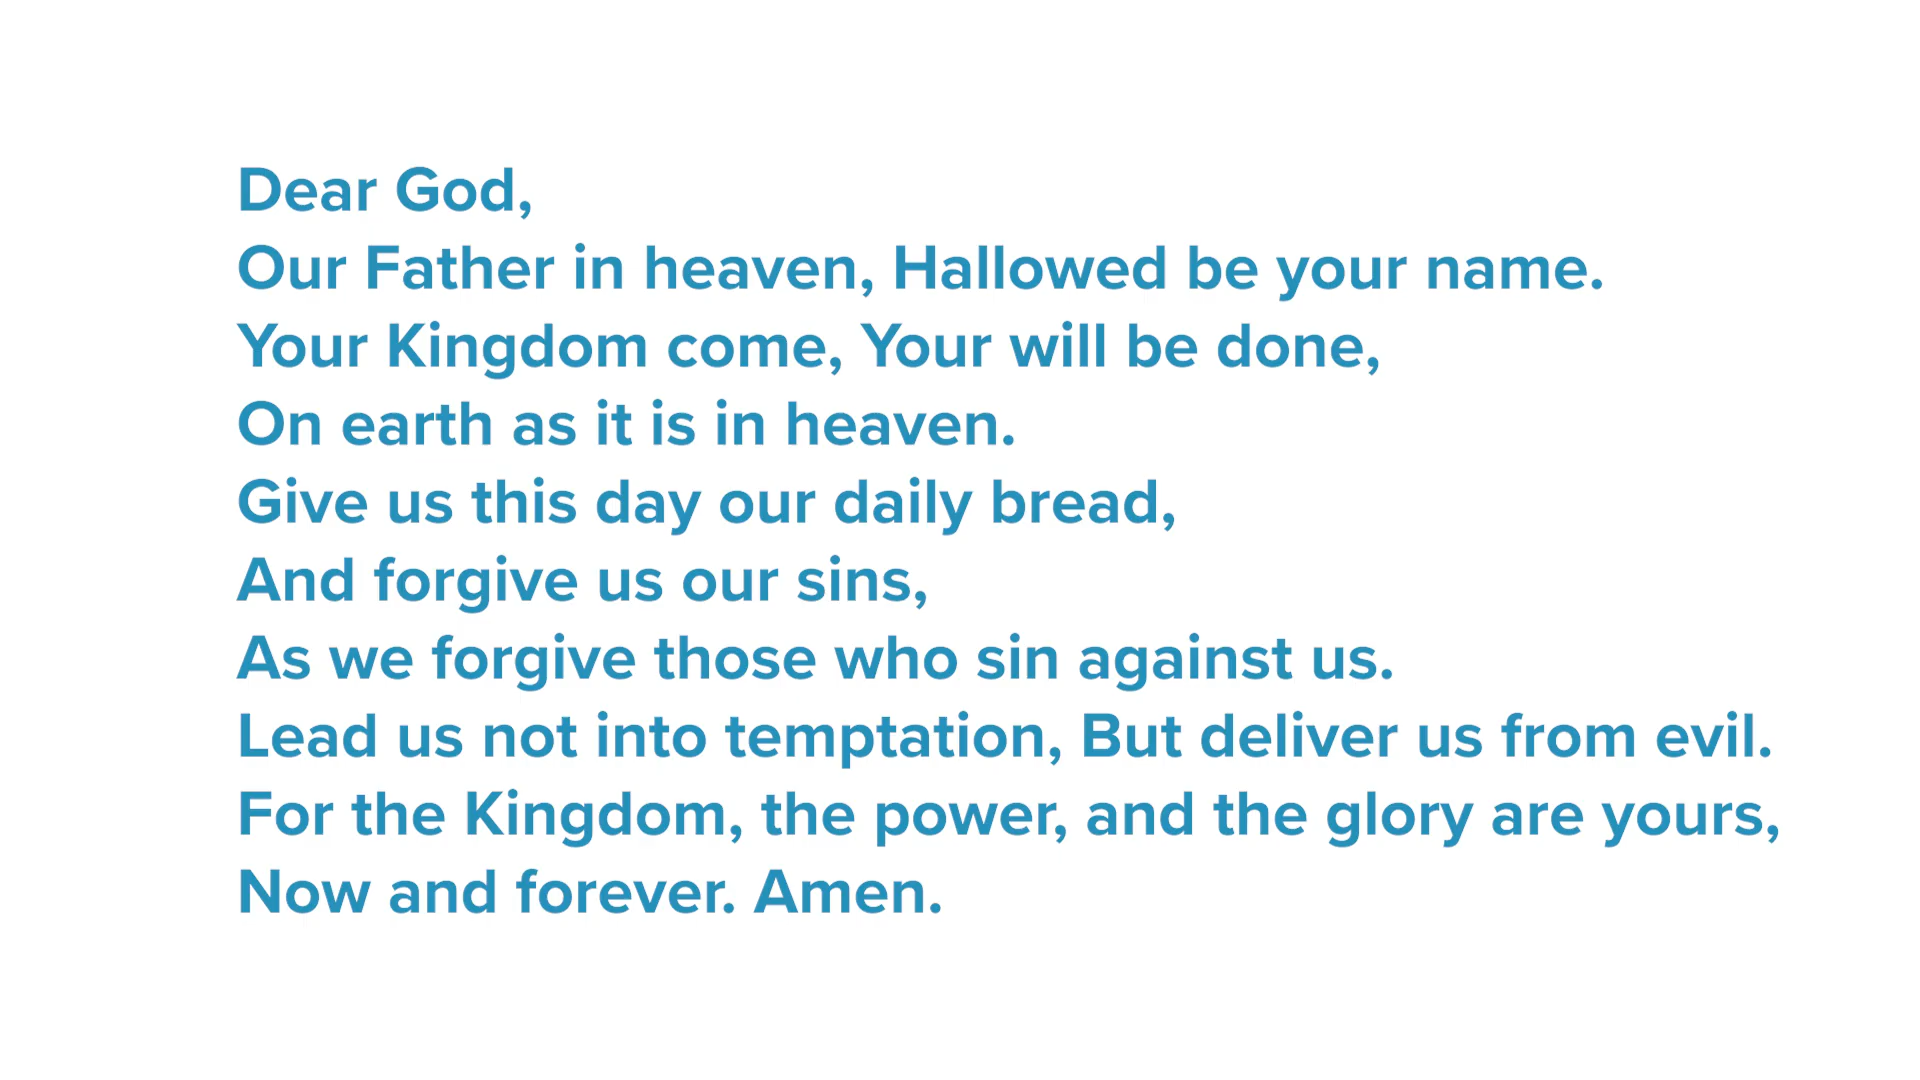 Dear God,
Our Father in heaven, Hallowed be your name.
Your Kingdom come, Your will be done,
On earth as it is in heaven.
Give us this day our daily bread,
And forgive us our sins,
As we forgive those who sin against us.
Lead us not into temptation, But deliver us from evil.
For the Kingdom, the power, and the glory are yours,
Now and forever. Amen.